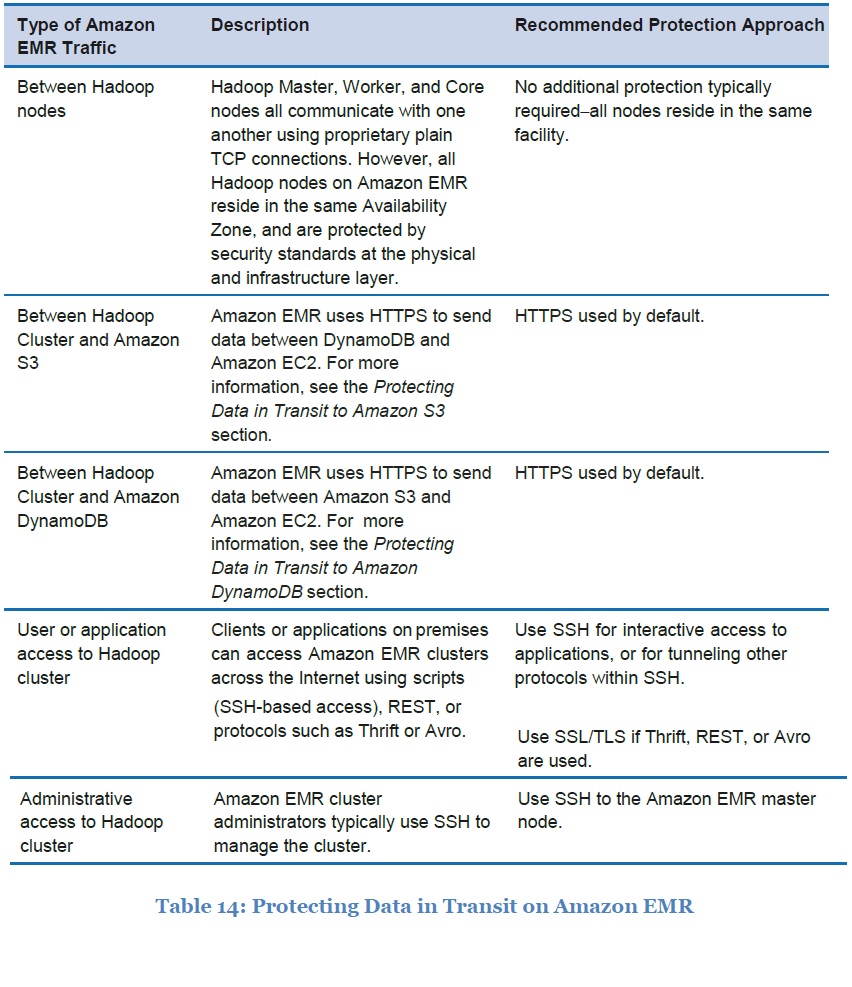 Type of Amazon
EMR Traffic
Description
Recommended Protection Approach
Between Hadoop
nodes
Hadoop Master, Worker, and Core
nodes all communicate with one
another using proprietary plain
TCP connections. However, all
Hadoop nodes on Amazon EMR
reside in the same Availability
Zone, and are protected by
security standards at the physical
and infrastructure layer.
No additional protection typically
required–all nodes reside in the same
facility.
Between Hadoop
Cluster and Amazon
S3
Amazon EMR uses HTTPS to send
data between DynamoDB and
Amazon EC2. For more
information, see the Protecting
Data in Transit to Amazon S3
section.
HTTPS used by default.
Between Hadoop
Cluster and Amazon
DynamoDB
Amazon EMR uses HTTPS to send
data between Amazon S3 and
Amazon EC2. For  more
information, see the Protecting
Data in Transit to Amazon
DynamoDB section.
HTTPS used by default.
User or application
access to Hadoop
cluster
Clients or applications on premises
can access Amazon EMR clusters
across the Internet using scripts
(SSH-based access), REST, or
protocols such as Thrift or Avro.
Use SSH for interactive access to
applications, or for tunneling other
protocols within SSH.
Use SSL/TLS if Thrift, REST, or Avro
are used.
Administrative
access to Hadoop
cluster
Amazon EMR cluster
administrators typically use SSH to
manage the cluster.
Use SSH to the Amazon EMR master
node.
Table 14: Protecting Data in Transit on Amazon EMR